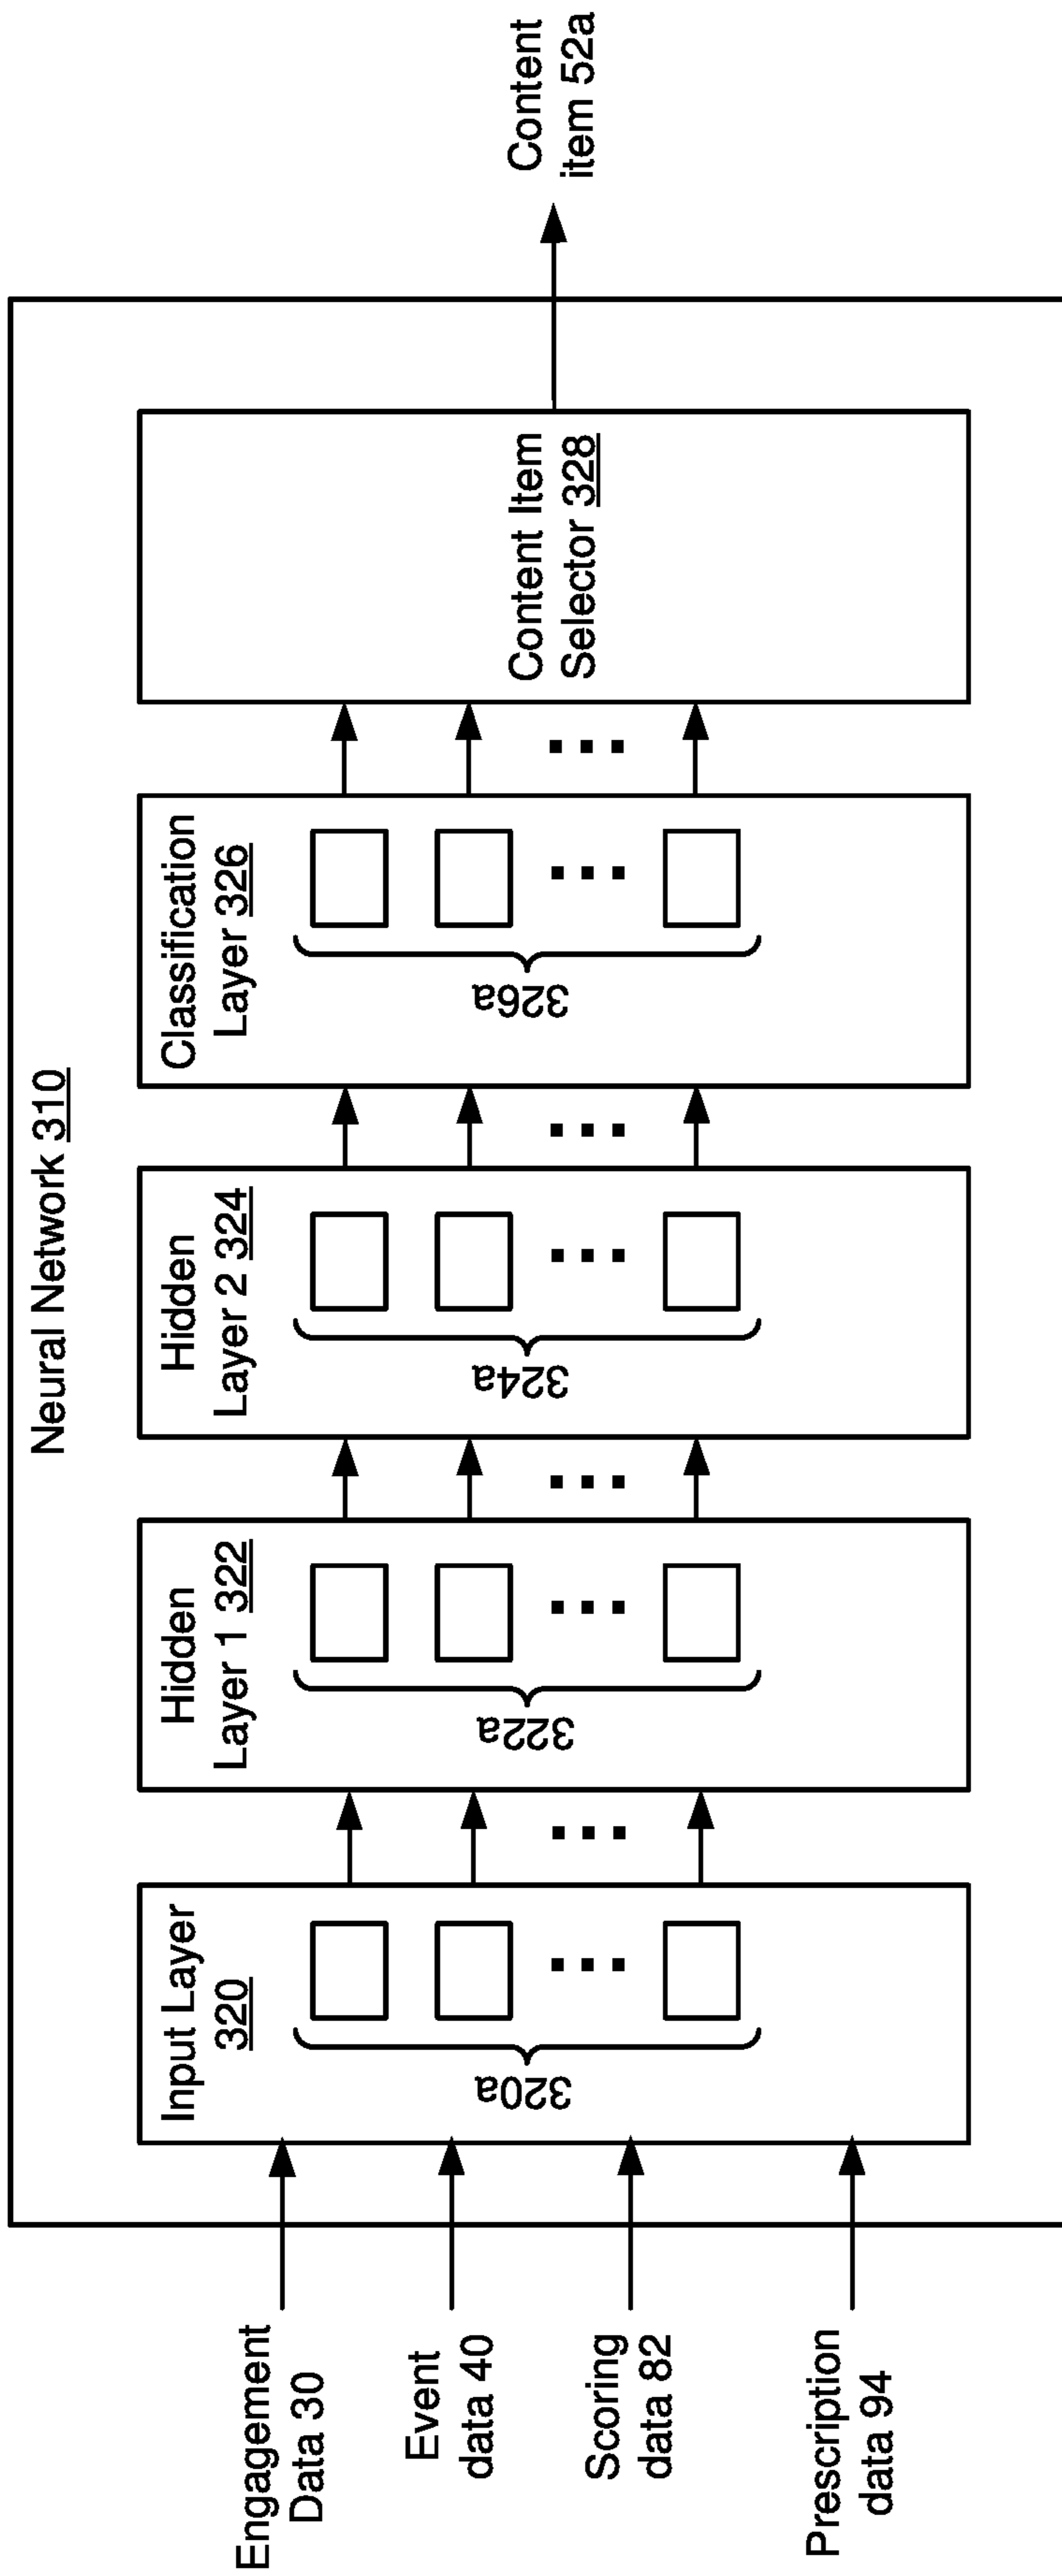 Neural Network 310
Engagement
Data 30
Event
data 40
Scoring
data 82
Prescription
data 94
Input Layer
320
320a
Hidden
Layer 1 322
322a
Hidden
Layer 2 324
324a
Classification
Layer 326
326a
Content Item
Selector 328
Content
item 52a